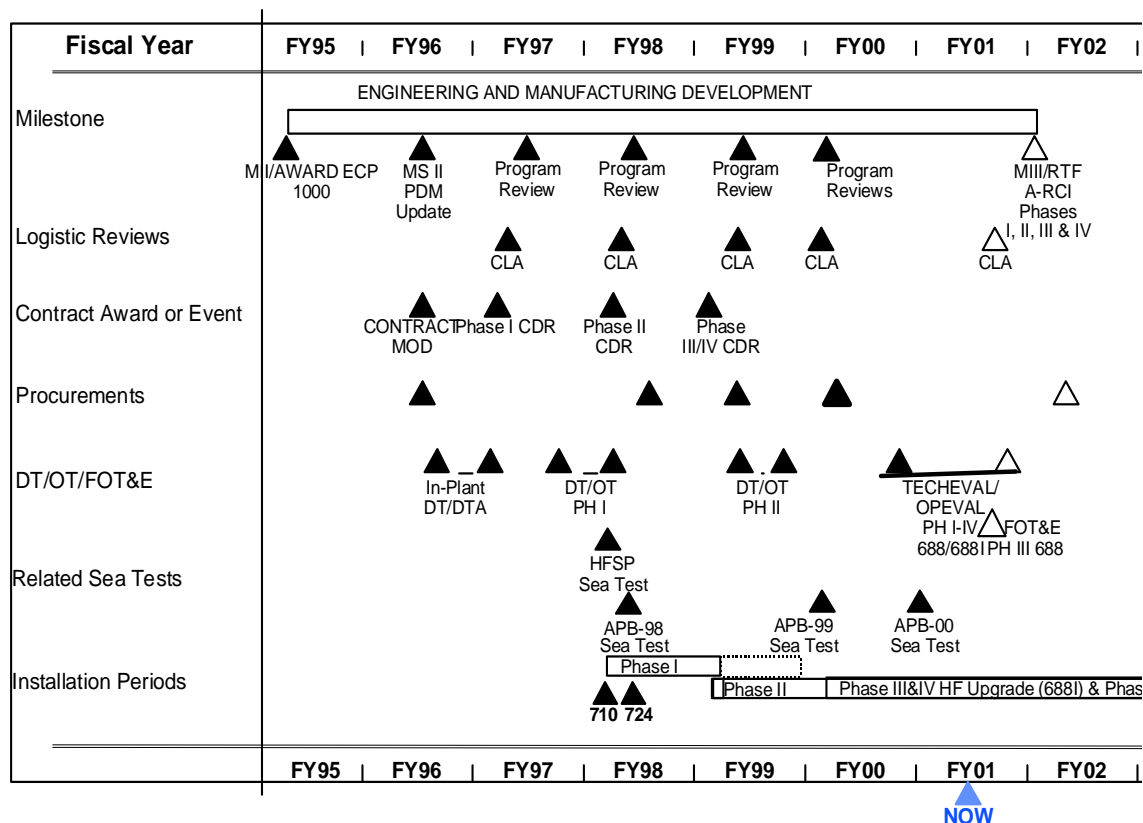 Fiscal Year FY95 FY96 FY97 FY98 FY99 FY00 FY01 FY02
ENGINEERING AND MANUFACTURING DEVELOPMENT
Milestone
MII/AWARD ECP
1000
MS II
PDM
Update
Program
Review
Program
Review
Program
Review
Program
Reviews
MIII/RTF
A-RCI
Phases
I, II, III & IV
Logistic Reviews
CLA CLA CLA CLA CLA
Contract Award or Event
CONTRACT
MOD
Phase I CDR
Phase II
CDR
Phase
III/IV CDR
Procurements
DT/OT/FOT&E
In-Plant
DT/DTA
DT/OT
PH I
DT/OT
PH II
TECHEVAL/
OPEVAL
PH I-IV
688/688I
FOT&E
PH III 688
Related Sea Tests
HFSP
Sea Test
APB-98
Sea Test
APB-99
Sea Test
APB-00
Sea Test
Installation Periods
Phase I
Phase II
Phase III&IV HF Upgrade (688I) & Phas
710 724
FY95 FY96 FY97 FY98 FY99 FY00 FY01 FY02
NOW